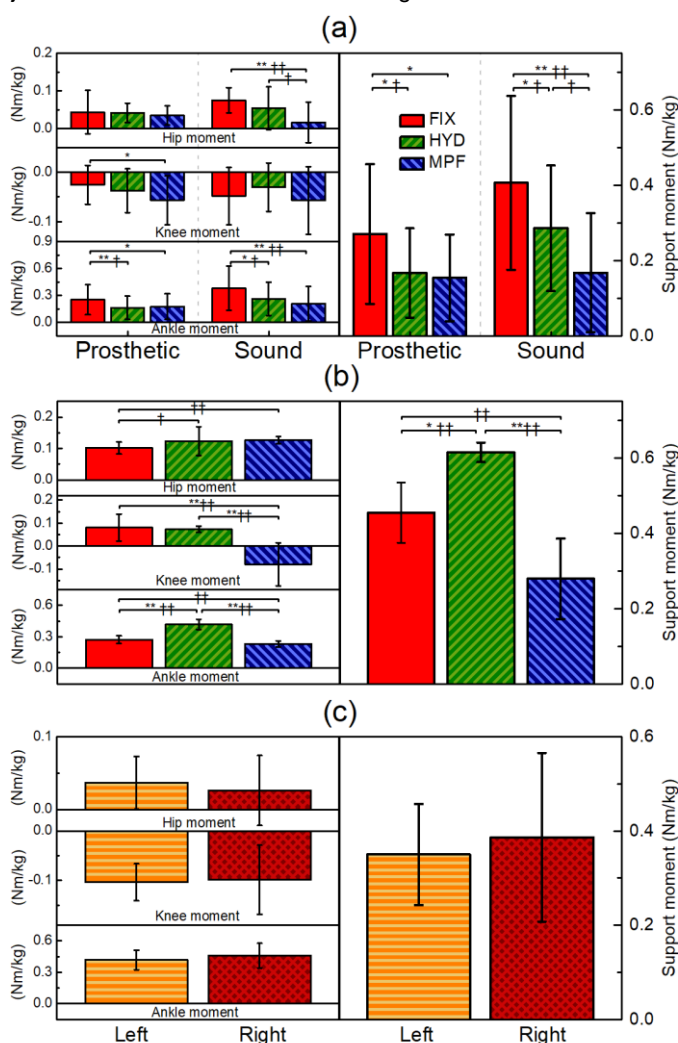 (a)
0.2
0.1
0.0
(Nm/kg)
** ††
†
Hip moment
0.0
-0.1
(Nm/kg)
*
Knee moment
0.9
0.6
0.3
0.0
(Nm/kg)
*
** †
** ††
* †
Ankle moment
Prosthetic
Sound
*
* †
** ††
* †
†
FIX
HYD
MPF
0.6
0.4
0.2
0.0
Support moment (Nm/kg)
Prosthetic
Sound
(b)
0.2
0.1
0.0
(Nm/kg)
††
†
Hip moment
0.2
0.1
0.0
-0.1
(Nm/kg)
**††
**††
Knee moment
0.6
0.3
0.0
(Nm/kg)
††
** ††
**††
Ankle moment
††
* ††
**††
0.6
0.4
0.2
0.0
Support moment (Nm/kg)
(c)
0.1
0.0
(Nm/kg)
Hip moment
0.0
-0.1
(Nm/kg)
Knee moment
0.6
0.3
0.0
(Nm/kg)
Ankle moment
Left
Right
0.6
0.4
0.2
0.0
Support moment (Nm/kg)
Left
Right